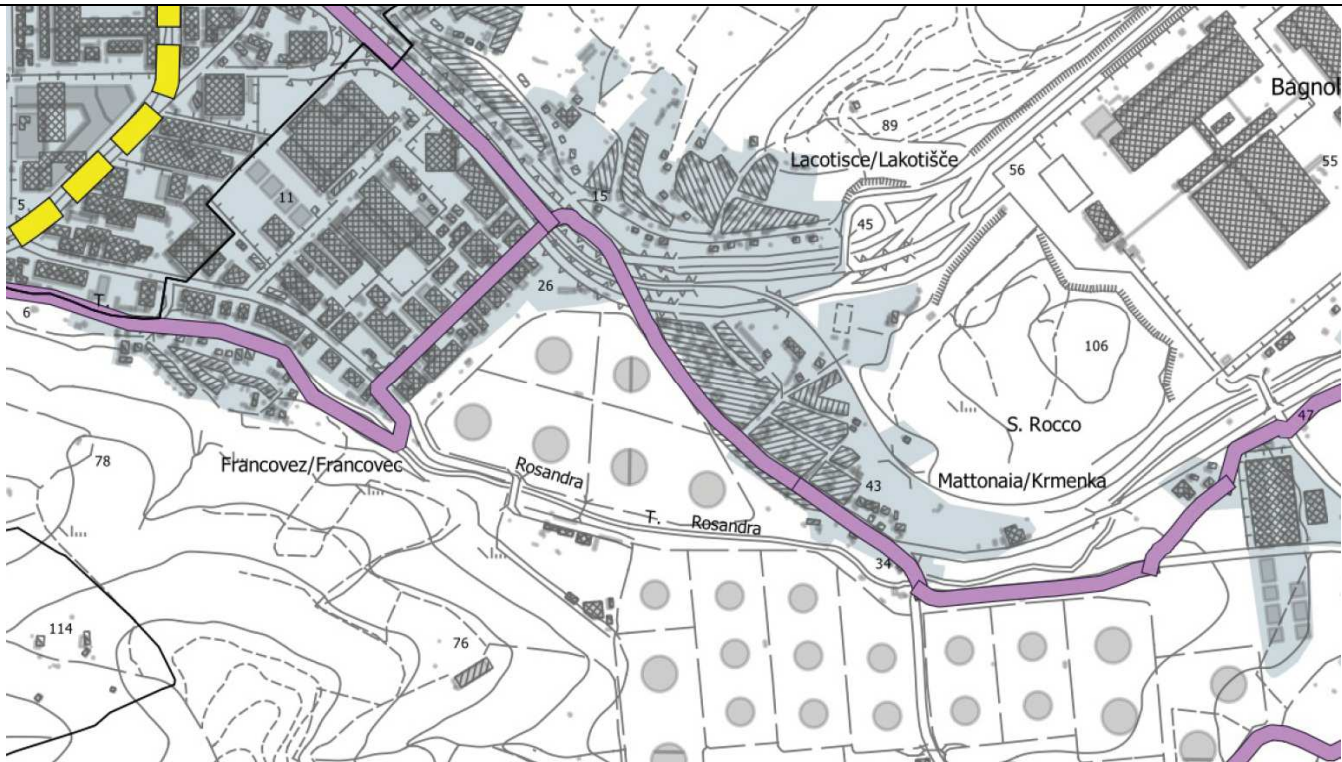 Bagnol
89
Lacotisce/Lakotišče
55
56
11
15
5
45
26
T.
6
106
47
S. Rocco
78
Francovez/Francovec
Rosandra
43
Mattonaia/Krmenka
T. Rosandra
34
114
76